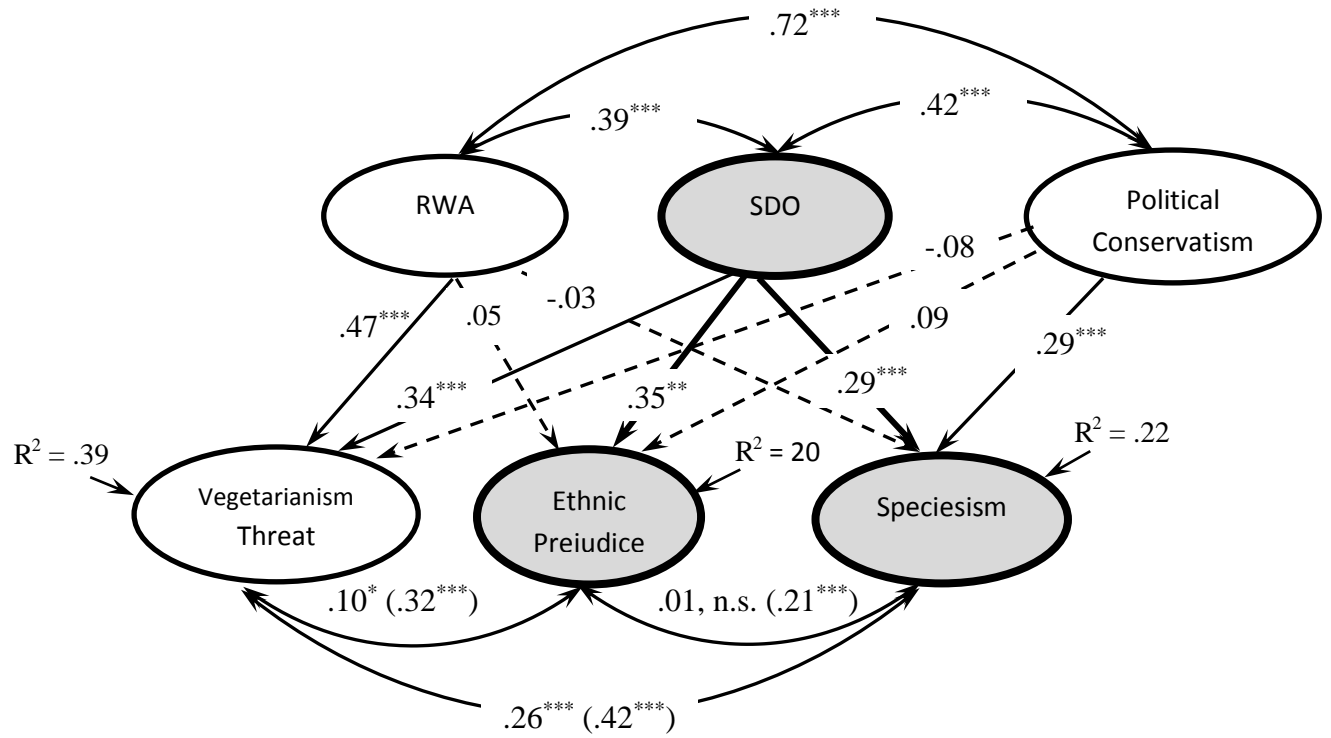 .72***
.39***
.42***
RWA
SDO
Political
Conservatism
-.08
-.03
.05
.09
.47***
.29***
.34***
.35**
.29***
R² = .39
R² = 20
R² = .22
Vegetarianism
Threat
Ethnic
Prejudice
Speciesism
.10* (.32***)
.01, n.s. (.21***)
.26*** (.42***)